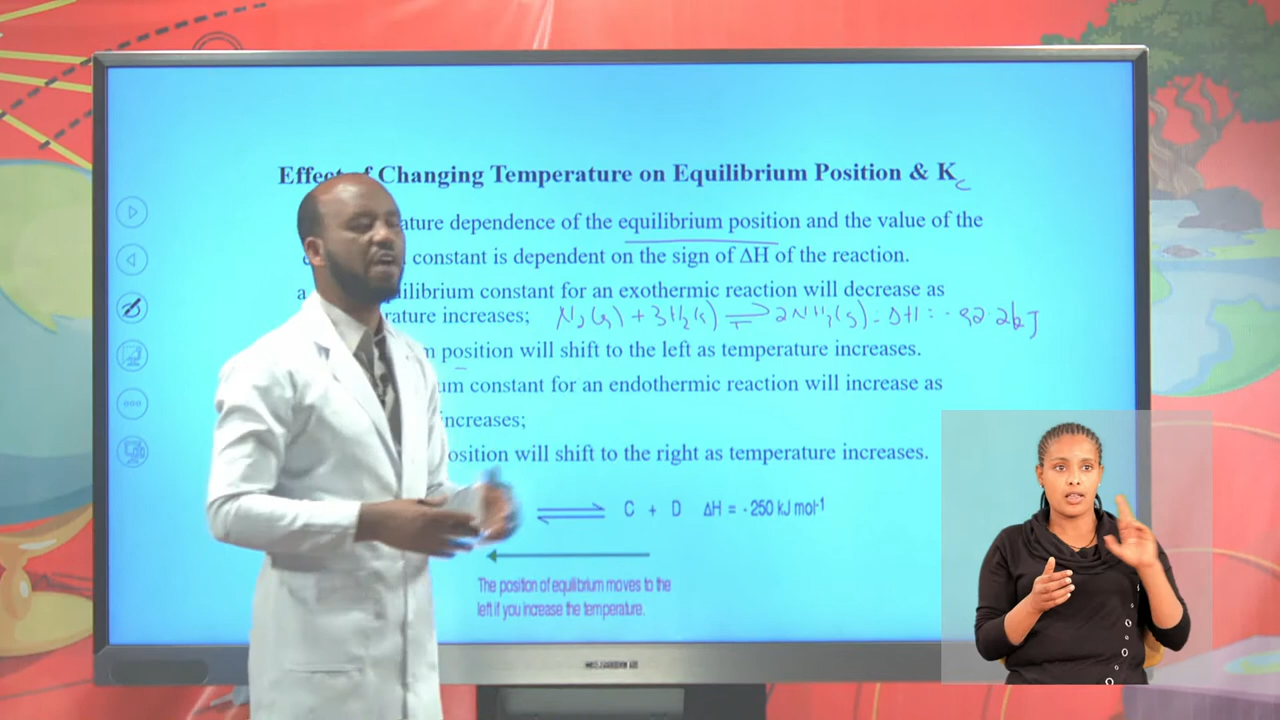 Effect of Changing Temperature on Equilibrium Position & Kc
ature dependence of the equilibrium position and the value of the
constant is dependent on the sign of ΔH of the reaction.
a ilibrium constant for an exothermic reaction will decrease as
rature increases; N₂(g) + 3H₂(g) ⇌ 2NH₃(g)
position will shift to the left as temperature increases.
um constant for an endothermic reaction will increase as
increases;
osition will shift to the right as temperature increases.
⇌ C + D ΔH = - 250 kJ mol-1
The position of equilibrium moves to the
left if you increase the temperature.